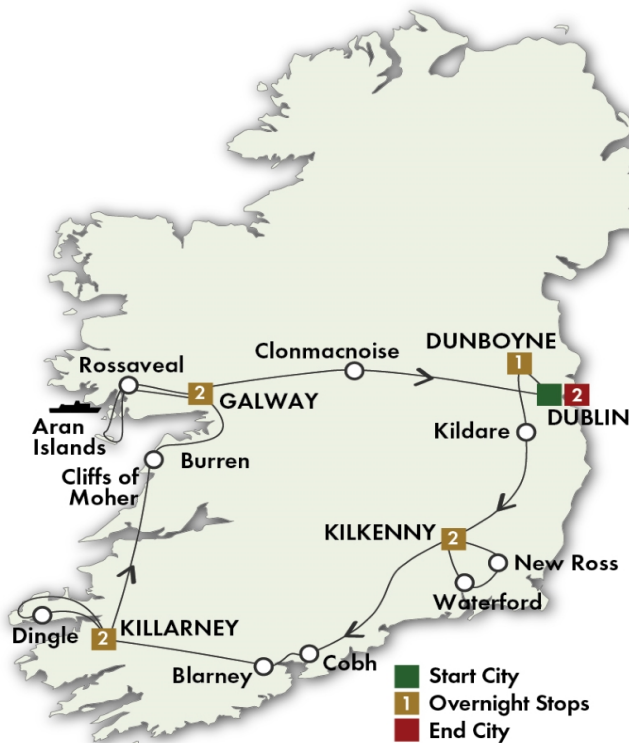 DUNBOYNE
1
Clonmacnoise
Rossaveal
2
GALWAY
2
DUBLIN
Aran
Islands
Kildare
Burren
Cliffs of
Moher
KILKENNY
2
New Ross
Waterford
KILLARNEY
2
Dingle
Cobh
Blarney
Start City
1
Overnight Stops
End City